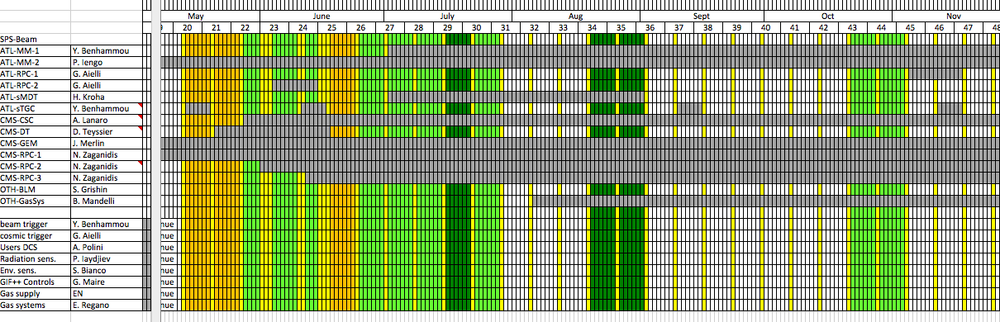 May June July Aug Sept Oct Nov
20 21 22 23 24 25 26 27 28 29 30 31 32 33 34 35 36 37 38 39 40 41 42 43 44 45 46 47 48
SPS-Beam
ATL-MM-1 Y. Benhammou
ATL-MM-2 P. Iengo
ATL-RPC-1 G. Aielli
ATL-RPC-2 G. Aielli
ATL-sMDT H. Kroha
ATL-sTGC Y. Benhammou
CMS-CSC A. Lanaro
CMS-DT D. Teyssier
CMS-GEM J. Merlin
CMS-RPC-1 N. Zaganidis
CMS-RPC-2 N. Zaganidis
CMS-RPC-3 N. Zaganidis
OTH-BLM S. Grishin
OTH-GasSys B. Mandelli
beam trigger Y. Benhammou nue
cosmic trigger G. Aielli nue
Users DCS A. Polini nue
Radiation sens. P. Iaydjiev nue
Env. sens. S. Bianco nue
GIF++ Controls G. Maire nue
Gas supply EN nue
Gas systems E. Regano nue